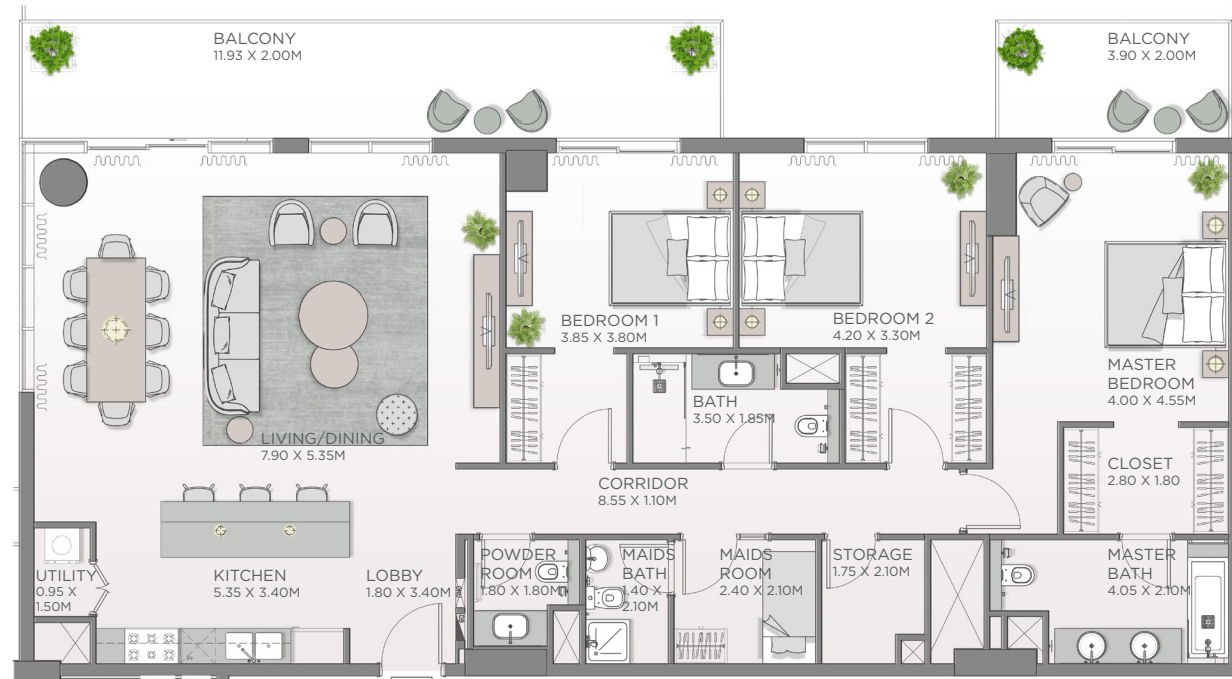 BALCONY
11.93 X 2.00M
BALCONY
3.90 X 2.00M
BEDROOM 1
3.85 X 3.80M
BEDROOM 2
4.20 X 3.30M
MASTER
BEDROOM
4.00 X 4.55M
BATH
3.50 X 1.85M
LIVING/DINING
7.90 X 5.35M
CLOSET
2.80 X 1.80
CORRIDOR
8.55 X 1.10M
UTILITY
0.95 X
1.50M
KITCHEN
5.35 X 3.40M
LOBBY
1.80 X 3.40M
POWDER
ROOM
1.80 X 1.80M
MAIDS
BATH
1.40 X
2.10M
MAIDS
ROOM
2.40 X 2.10M
STORAGE
1.75 X 2.10M
MASTER
BATH
4.05 X 2.10M